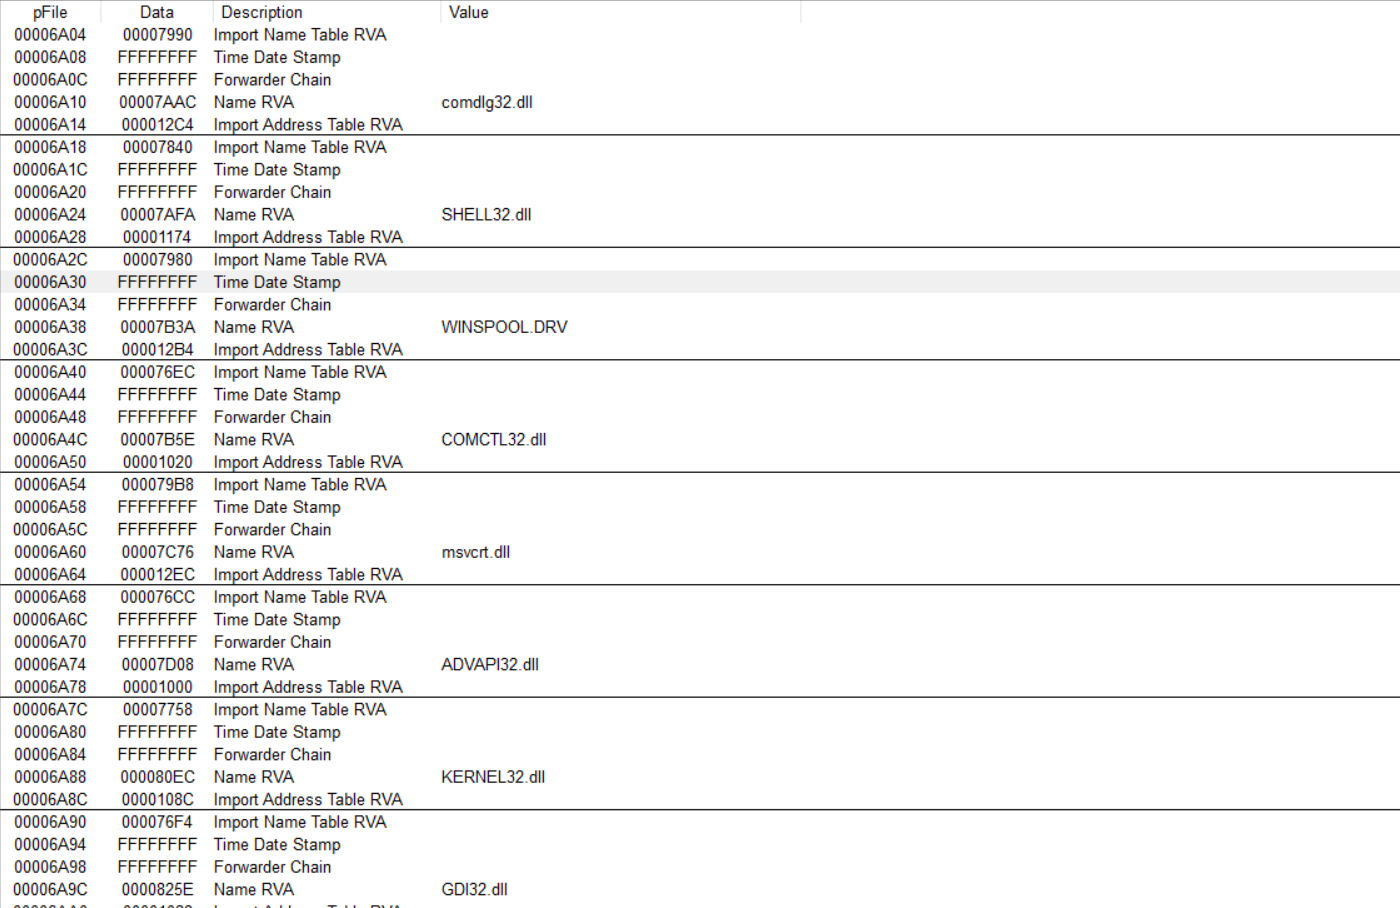 pFile Data Description Value
00006A04 00007990 Import Name Table RVA
00006A08 FFFFFFFF Time Date Stamp
00006A0C FFFFFFFF Forwarder Chain
00006A10 00007AAC Name RVA comdlg32.dll
00006A14 000012C4 Import Address Table RVA
00006A18 00007840 Import Name Table RVA
00006A1C FFFFFFFF Time Date Stamp
00006A20 FFFFFFFF Forwarder Chain
00006A24 00007AFA Name RVA SHELL32.dll
00006A28 00001174 Import Address Table RVA
00006A2C 00007980 Import Name Table RVA
00006A30 FFFFFFFF Time Date Stamp
00006A34 FFFFFFFF Forwarder Chain
00006A38 00007B3A Name RVA WINSPOOL.DRV
00006A3C 000012B4 Import Address Table RVA
00006A40 000076EC Import Name Table RVA
00006A44 FFFFFFFF Time Date Stamp
00006A48 FFFFFFFF Forwarder Chain
00006A4C 00007B5E Name RVA COMCTL32.dll
00006A50 00001020 Import Address Table RVA
00006A54 000079B8 Import Name Table RVA
00006A58 FFFFFFFF Time Date Stamp
00006A5C FFFFFFFF Forwarder Chain
00006A60 00007C76 Name RVA msvcrt.dll
00006A64 000012EC Import Address Table RVA
00006A68 000076CC Import Name Table RVA
00006A6C FFFFFFFF Time Date Stamp
00006A70 FFFFFFFF Forwarder Chain
00006A74 00007D08 Name RVA ADVAPI32.dll
00006A78 00001000 Import Address Table RVA
00006A7C 00007758 Import Name Table RVA
00006A80 FFFFFFFF Time Date Stamp
00006A84 FFFFFFFF Forwarder Chain
00006A88 000080EC Name RVA KERNEL32.dll
00006A8C 0000108C Import Address Table RVA
00006A90 000076F4 Import Name Table RVA
00006A94 FFFFFFFF Time Date Stamp
00006A98 FFFFFFFF Forwarder Chain
00006A9C 0000825E Name RVA GDI32.dll